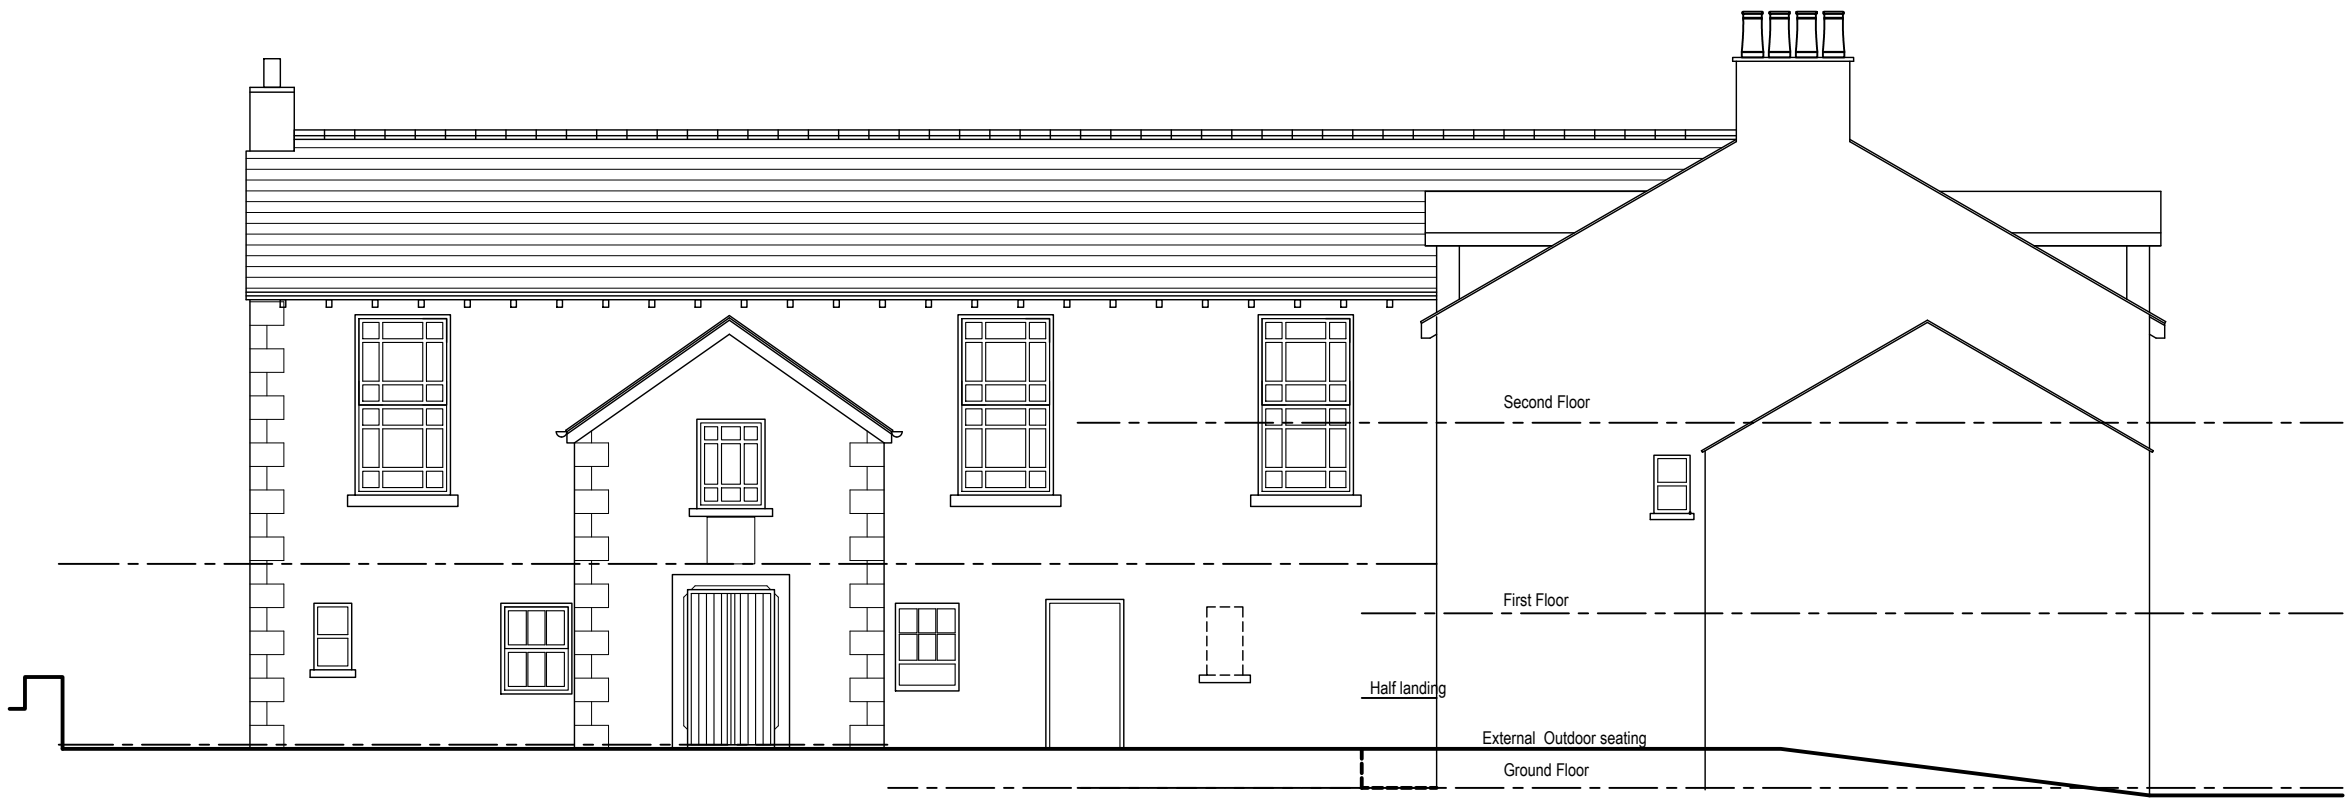 Second Floor
First Floor
Half landing
External Outdoor seating
Ground Floor